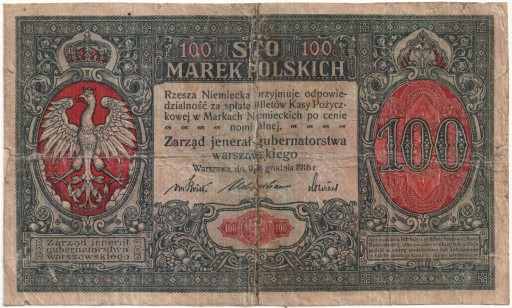 100 STO 100
MAREK POLSKICH
Rzesza Niemiecka przyjmuje odpowie-
dzialność za spłatę Biletów Kasy Pożycz-
kowej w Markach Niemieckich po cenie
nominalnej.
Zarząd jenerał-gubernatorstwa
warszawskiego
Warszawa, dn. 9. grudnia 1916 r.
100
100 100
Zarząd jenerał-
gubernatorstwa
warszawskiego